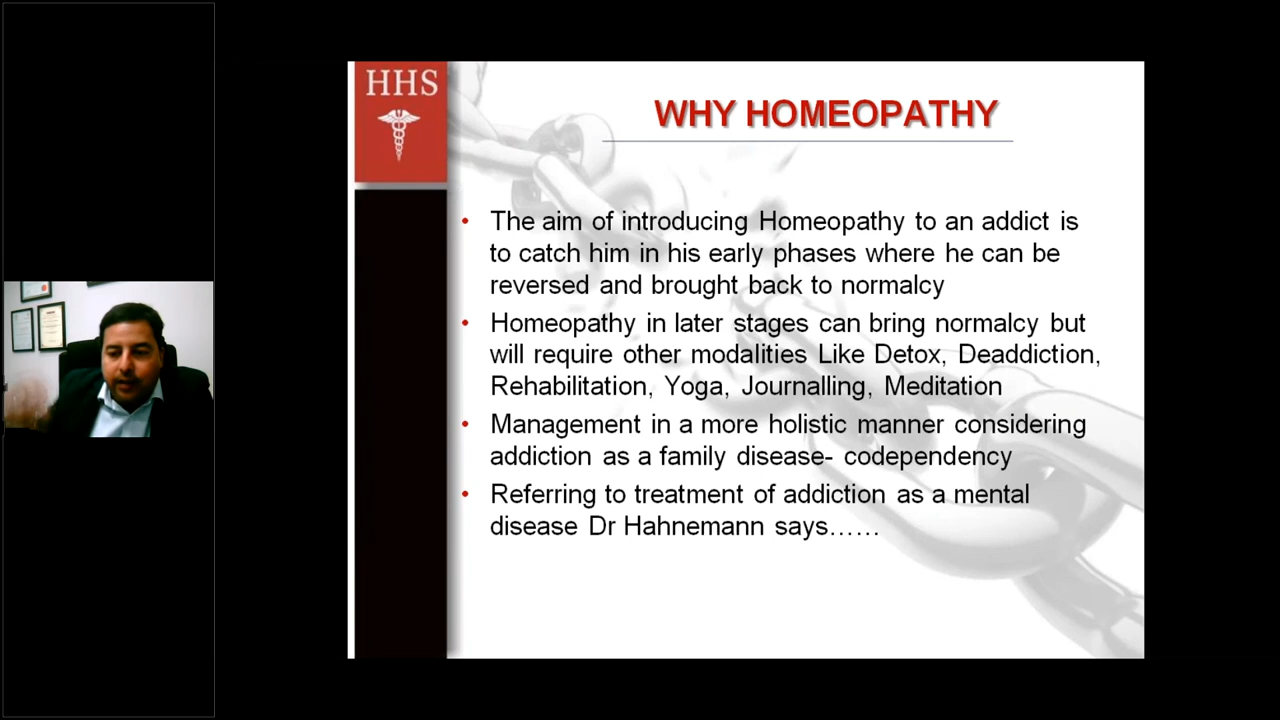 HHS
WHY HOMEOPATHY
• The aim of introducing Homeopathy to an addict is
to catch him in his early phases where he can be
reversed and brought back to normalcy
• Homeopathy in later stages can bring normalcy but
will require other modalities Like Detox, Deaddiction,
Rehabilitation, Yoga, Journalling, Meditation
• Management in a more holistic manner considering
addiction as a family disease- codependency
• Referring to treatment of addiction as a mental
disease Dr Hahnemann says……